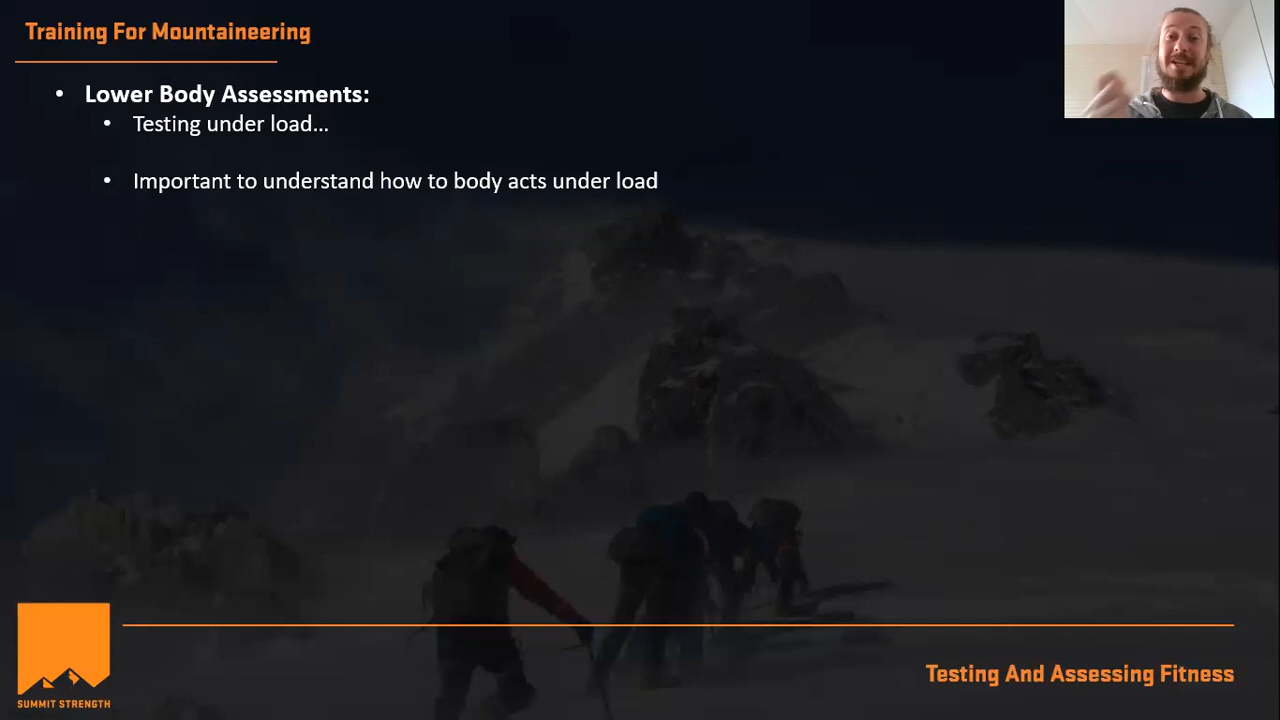 Training For Mountaineering
• Lower Body Assessments:
• Testing under load...
• Important to understand how to body acts under load
SUMMIT STRENGTH
Testing And Assessing Fitness